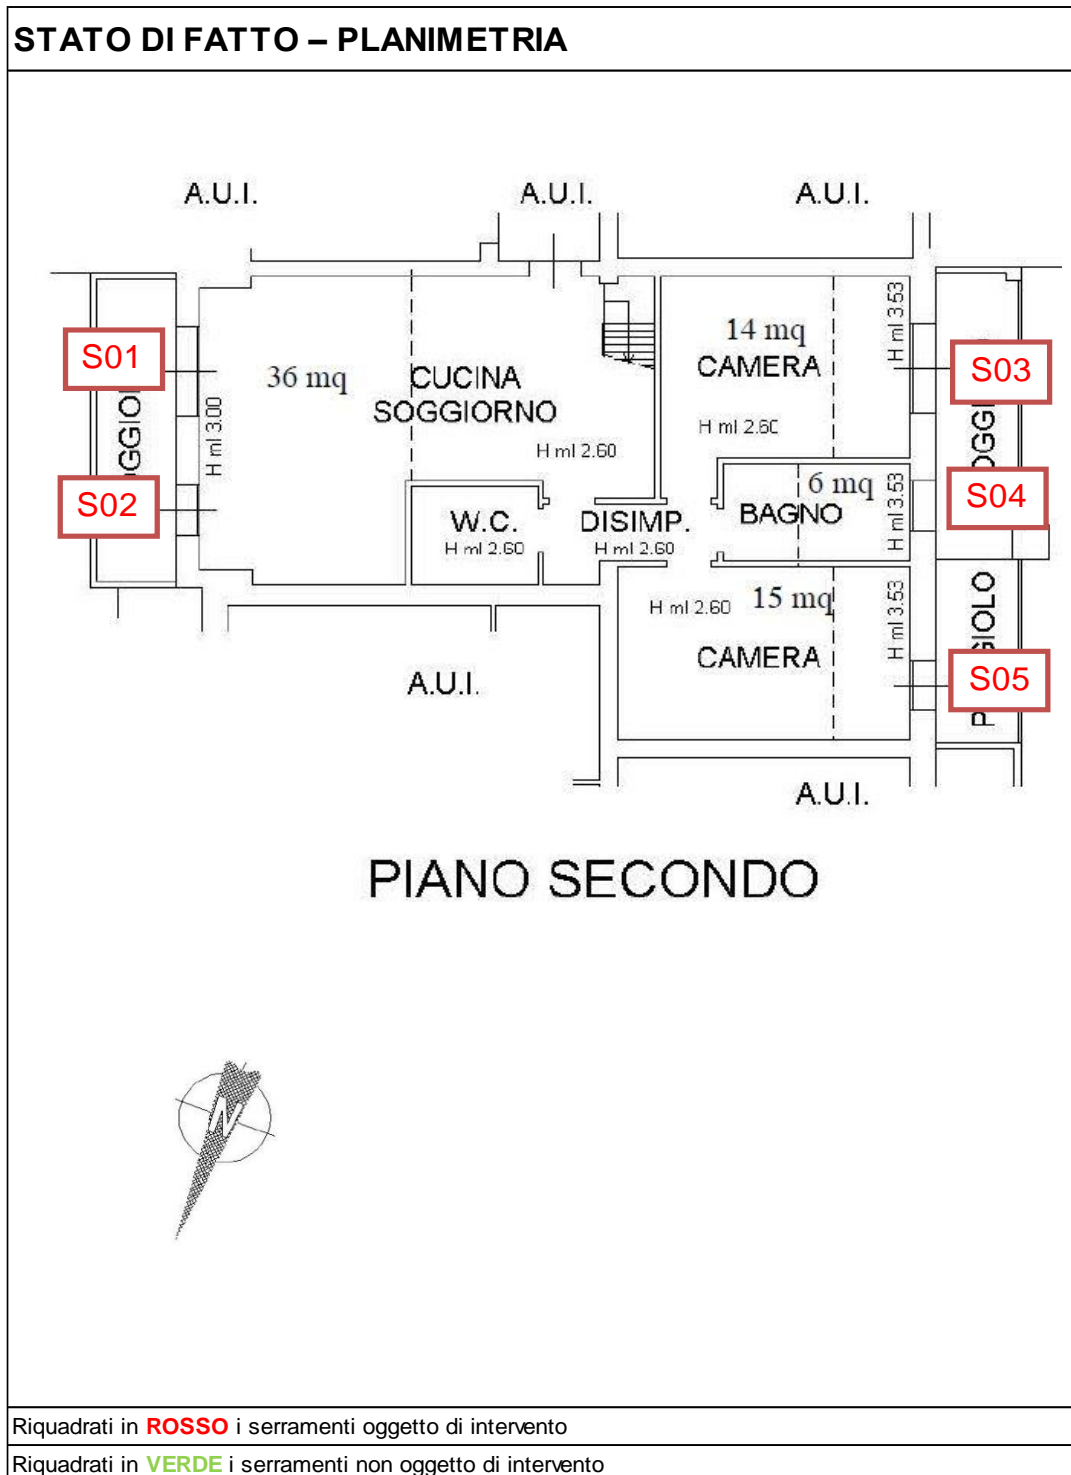 STATO DI FATTO – PLANIMETRIA
A.U.I.
A.U.I.
A.U.I.
S01
S02
H ml 3.00
36 mq
CUCINA
SOGGIORNO
H ml 2.60
W.C.
H ml 2.60
DISIMP.
H ml 2.60
14 mq
CAMERA
H ml 2.60
H ml 3.53
S03
6 mq
BAGNO
H ml 3.53
S04
H ml 2.60
15 mq
CAMERA
H ml 3.53
S05
A.U.I.
A.U.I.
PIANO SECONDO
N
Riquadrati in ROSSO i serramenti oggetto di intervento
Riquadrati in VERDE i serramenti non oggetto di intervento